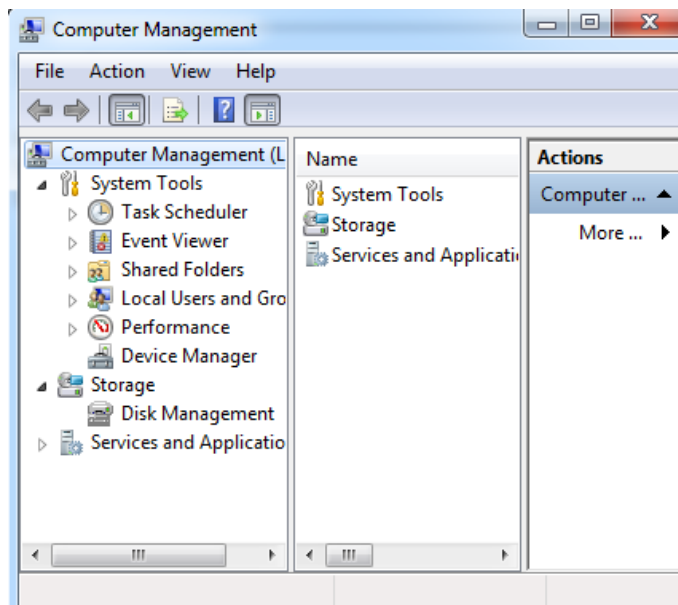 Computer Management
File Action View Help
Computer Management (L
System Tools
Task Scheduler
Event Viewer
Shared Folders
Local Users and Gro
Performance
Device Manager
Storage
Disk Management
Services and Applicatio
Name
System Tools
Storage
Services and Applicati
Actions
Computer ...
More ...